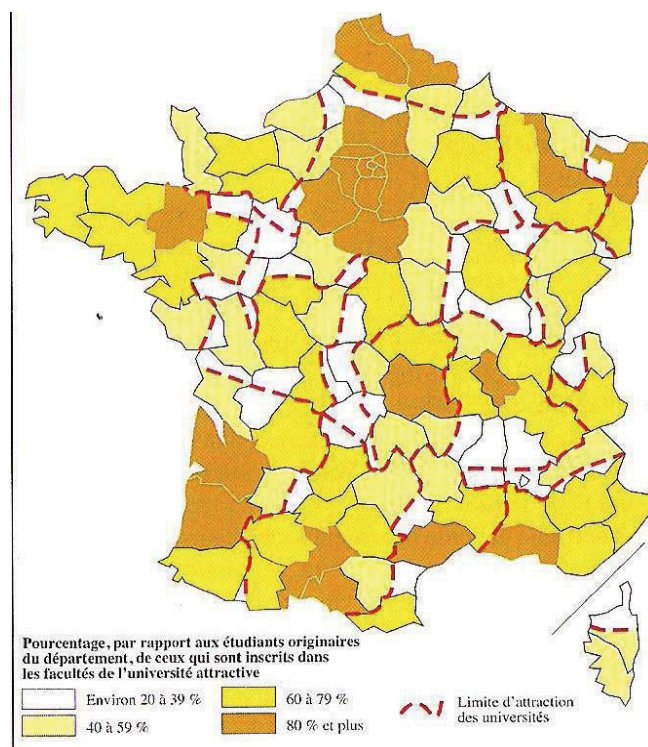 Pourcentage, par rapport aux étudiants originaires
du département, de ceux qui sont inscrits dans
les facultés de l'université attractive
Environ 20 à 39 %
40 à 59 %
60 à 79 %
80 % et plus
Limite d'attraction
des universités